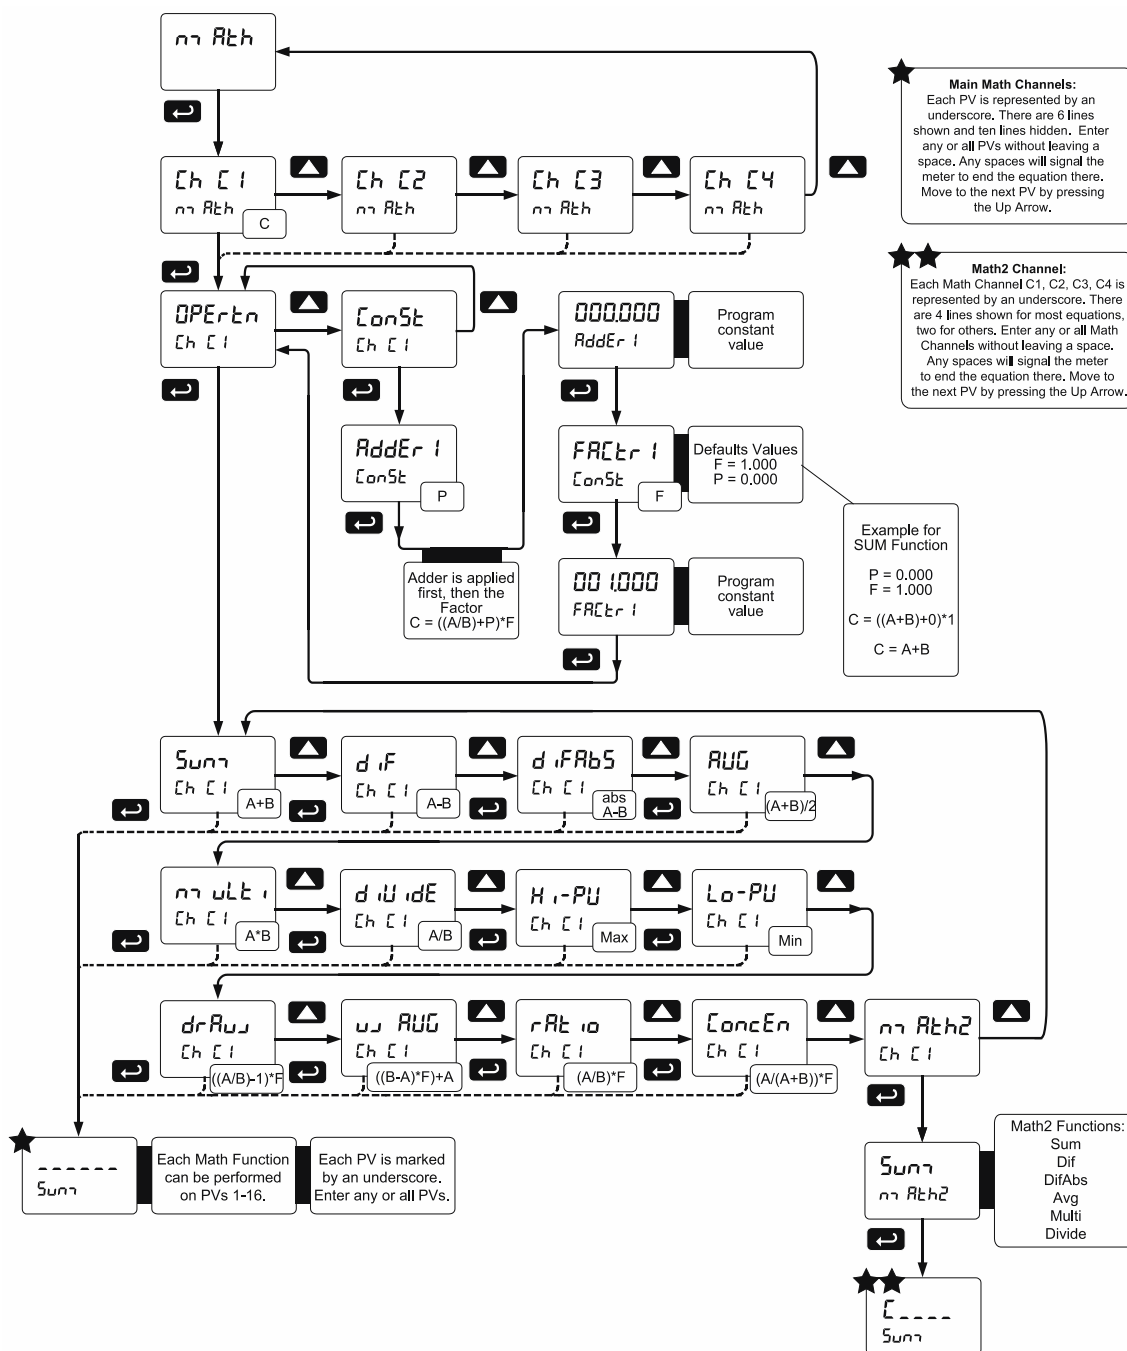 m Ath
Main Math Channels:
Each PV is represented by an
underscore. There are 6 lines
shown and ten lines hidden. Enter
any or all PVs without leaving a
space. Any spaces will signal the
meter to end the equation there.
Move to the next PV by pressing
the Up Arrow.
Ch C1
m Ath
C
Ch C2
m Ath
Ch C3
m Ath
Ch C4
m Ath
Math2 Channel:
Each Math Channel C1, C2, C3, C4 is
represented by an underscore. There
are 4 lines shown for most equations,
two for others. Enter any or all Math
Channels without leaving a space.
Any spaces will signal the meter
to end the equation there. Move to
the next PV by pressing the Up Arrow.
OPErtn
Ch C1
ConSt
Ch C1
000.000
AddEr 1
Program
constant
value
AddEr 1
ConSt
P
FACtr 1
ConSt
F
Defaults Values
F = 1.000
P = 0.000
Adder is applied
first, then the
Factor
C = ((A/B)+P)*F
001.000
FACtr 1
Program
constant
value
Example for
SUM Function
P = 0.000
F = 1.000
C = ((A+B)+0)*1
C = A+B
Sum
Ch C1
A+B
diF
Ch C1
A-B
diFAbS
Ch C1
abs
A-B
AUG
Ch C1
(A+B)/2
muLti
Ch C1
A*B
diUidE
Ch C1
A/B
Hi-PU
Ch C1
Max
Lo-PU
Ch C1
Min
drAw
Ch C1
((A/B)-1)*F
w AUG
Ch C1
((B-A)*F)+A
rAtio
Ch C1
(A/B)*F
ConcEn
Ch C1
(A/(A+B))*F
m Ath2
Ch C1
_ _ _ _ _ _
Sum
Each Math Function
can be performed
on PVs 1-16.
Each PV is marked
by an underscore.
Enter any or all PVs.
Sum
m Ath2
Math2 Functions:
Sum
Dif
DifAbs
Avg
Multi
Divide
C_ _ _ _
Sum